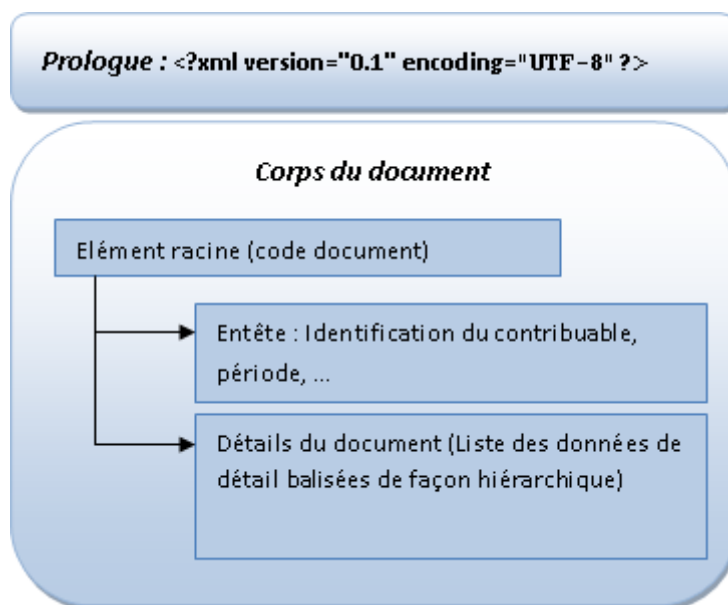 Prologue : <?xml version="0.1" encoding="UTF-8" ?>
Corps du document
Elément racine (code document)
Entête : Identification du contribuable,
période, ...
Détails du document (Liste des données de
détail balisées de façon hiérarchique)